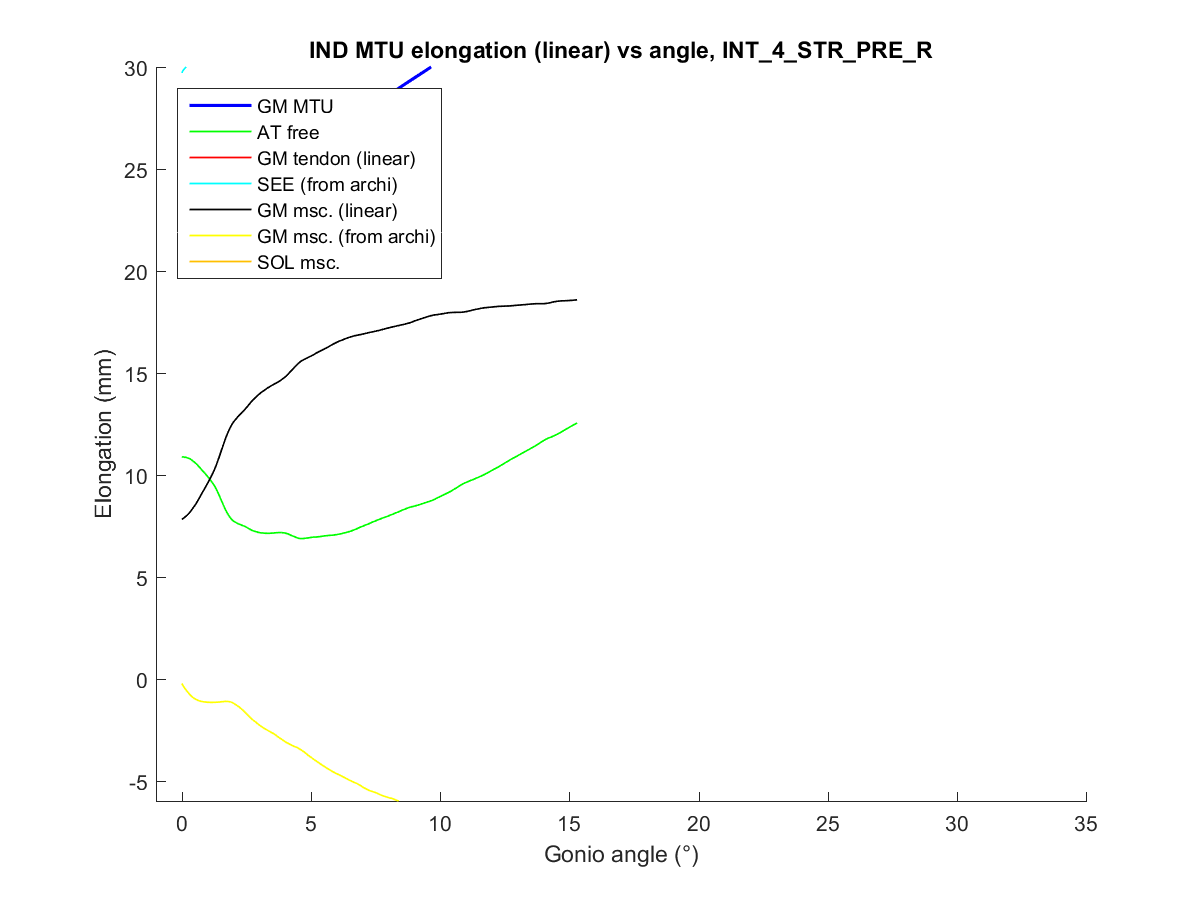 IND MTU elongation (linear) vs angle, INT_4_STR_PRE_R
30
25
20
15
10
5
0
-5
Elongation (mm)
GM MTU
AT free
GM tendon (linear)
SEE (from archi)
GM msc. (linear)
GM msc. (from archi)
SOL msc.
0 5 10 15 20 25 30 35
Gonio angle (°)